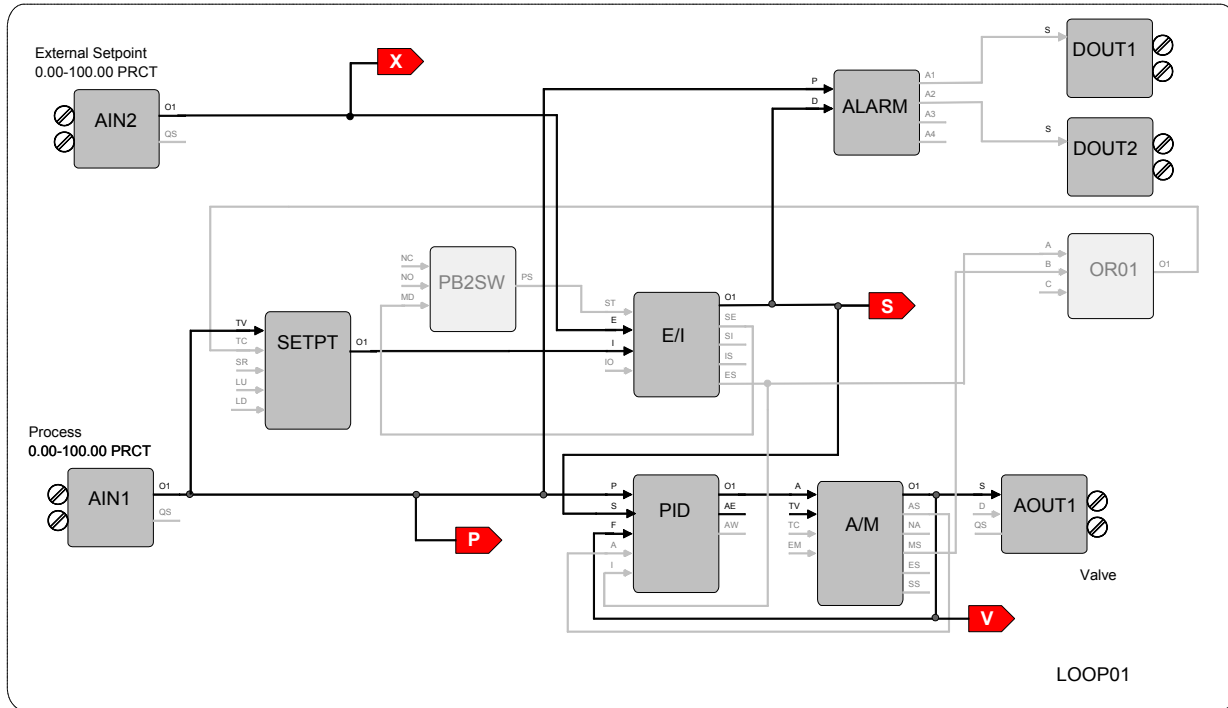 External Setpoint
0.00-100.00 PRCT
AIN2
O1
QS
X
P
D
ALARM
A1
A2
A3
A4
S
DOUT1
S
DOUT2
NC
NO
MD
PB2SW
PS
A
B
C
OR01
O1
TV
TC
SR
LU
LD
SETPT
O1
ST
E
I
IO
E/I
O1
SE
SI
IS
ES
S
Process
0.00-100.00 PRCT
AIN1
O1
QS
P
P
S
F
A
I
PID
O1
AE
AW
A
TV
TC
EM
A/M
O1
AS
NA
MS
ES
SS
S
D
QS
AOUT1
Valve
V
LOOP01